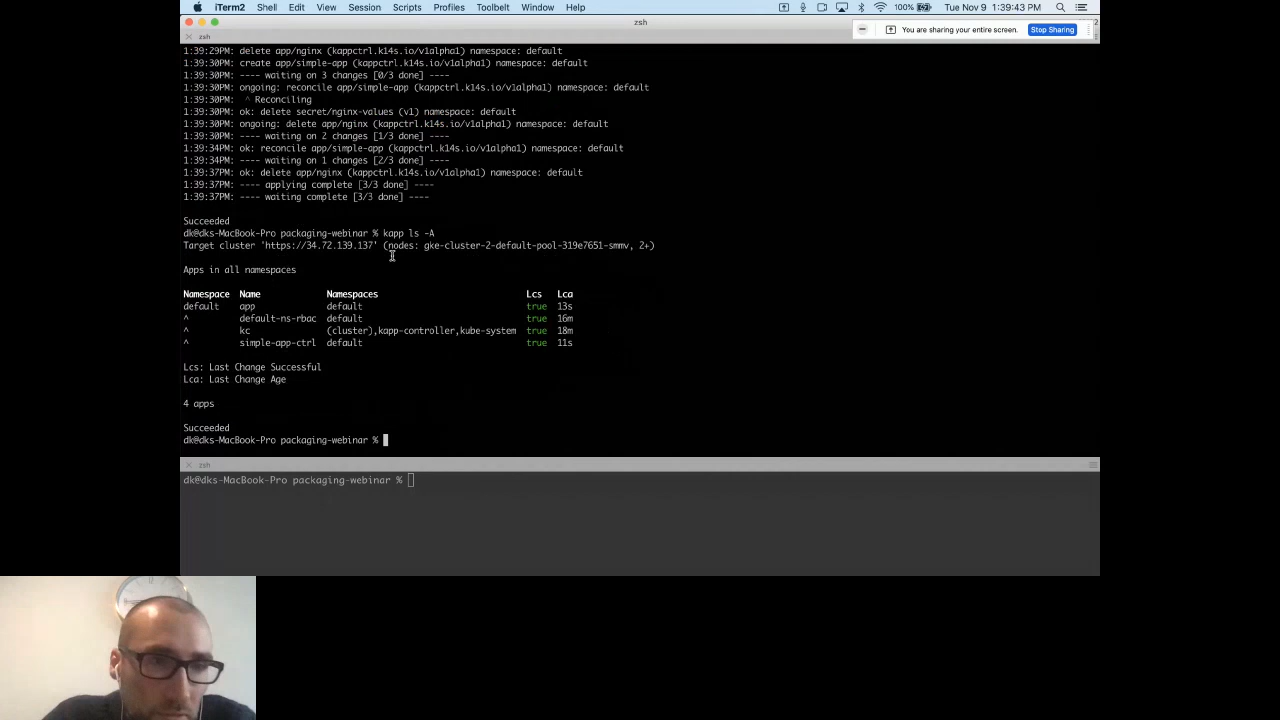 iTerm2 Shell Edit View Session Scripts Profiles Toolbelt Window Help 100% Tue Nov 9 1:39:43 PM
zsh
You are sharing your entire screen. Stop Sharing
zsh
1:39:29PM: delete app/nginx (kappctrl.k14s.io/v1alpha1) namespace: default
1:39:30PM: create app/simple-app (kappctrl.k14s.io/v1alpha1) namespace: default
1:39:30PM: ---- waiting on 3 changes [0/3 done] ----
1:39:30PM: ongoing: reconcile app/simple-app (kappctrl.k14s.io/v1alpha1) namespace: default
1:39:30PM:  ^ Reconciling
1:39:30PM: ok: delete secret/nginx-values (v1) namespace: default
1:39:30PM: ongoing: delete app/nginx (kappctrl.k14s.io/v1alpha1) namespace: default
1:39:30PM: ---- waiting on 2 changes [1/3 done] ----
1:39:34PM: ok: reconcile app/simple-app (kappctrl.k14s.io/v1alpha1) namespace: default
1:39:34PM: ---- waiting on 1 changes [2/3 done] ----
1:39:37PM: ok: delete app/nginx (kappctrl.k14s.io/v1alpha1) namespace: default
1:39:37PM: ---- applying complete [3/3 done] ----
1:39:37PM: ---- waiting complete [3/3 done] ----
Succeeded
dk@dks-MacBook-Pro packaging-webinar % kapp ls -A
Target cluster 'https://34.72.139.137' (nodes: gke-cluster-2-default-pool-319e7651-smmv, 2+)
Apps in all namespaces
Namespace Name Namespaces Lcs Lca
default app default true 13s
^ default-ns-rbac default true 16m
^ kc (cluster),kapp-controller,kube-system true 18m
^ simple-app-ctrl default true 11s
Lcs: Last Change Successful
Lca: Last Change Age
4 apps
Succeeded
dk@dks-MacBook-Pro packaging-webinar %
zsh
dk@dks-MacBook-Pro packaging-webinar %